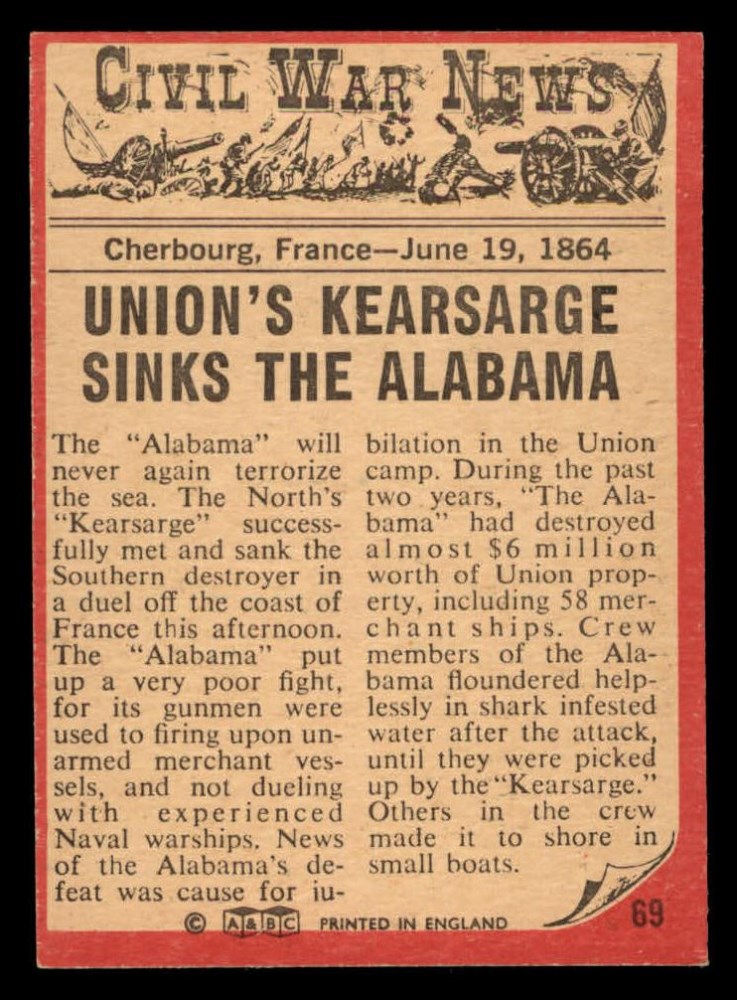 CIVIL WAR NEWS
Cherbourg, France—June 19, 1864
UNION'S KEARSARGE
SINKS THE ALABAMA
The "Alabama" will
never again terrorize
the sea. The North's
"Kearsarge" success-
fully met and sank the
Southern destroyer in
a duel off the coast of
France this afternoon.
The "Alabama" put
up a very poor fight,
for its gunmen were
used to firing upon un-
armed merchant ves-
sels, and not dueling
with experienced
Naval warships. News
of the Alabama's de-
feat was cause for iu-
bilation in the Union
camp. During the past
two years, "The Ala-
bama" had destroyed
almost $6 million
worth of Union prop-
erty, including 58 mer-
chant ships. Crew
members of the Ala-
bama floundered help-
lessly in shark infested
water after the attack,
until they were picked
up by the "Kearsarge."
Others in the crew
made it to shore in
small boats.
© A&BC PRINTED IN ENGLAND
69